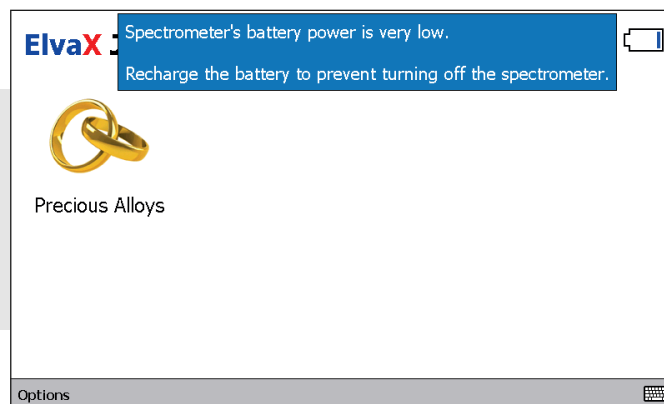 ElvaX
Spectrometer's battery power is very low.
Recharge the battery to prevent turning off the spectrometer.
Precious Alloys
Options